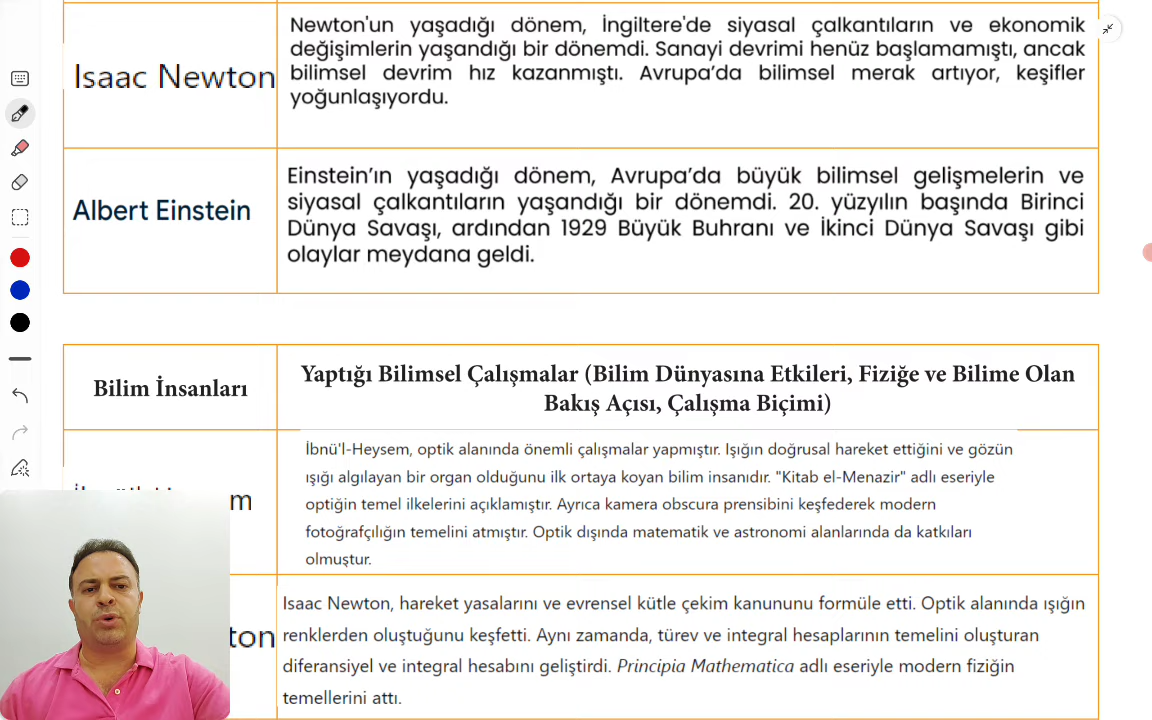 Newton'un yaşadığı dönem, İngiltere'de siyasal çalkantıların ve ekonomik
değişimlerin yaşandığı bir dönemdi. Sanayi devrimi henüz başlamamıştı, ancak
Isaac Newton
bilimsel devrim hız kazanmıştı. Avrupa’da bilimsel merak artıyor, keşifler
yoğunlaşıyordu.
Albert Einstein
Einstein’ın yaşadığı dönem, Avrupa’da büyük bilimsel gelişmelerin ve
siyasal çalkantıların yaşandığı bir dönemdi. 20. yüzyılın başında Birinci
Dünya Savaşı, ardından 1929 Büyük Buhranı ve İkinci Dünya Savaşı gibi
olaylar meydana geldi.
Bilim İnsanları
Yaptığı Bilimsel Çalışmalar (Bilim Dünyasına Etkileri, Fiziğe ve Bilime Olan
Bakış Açısı, Çalışma Biçimi)
İbnü'l-Heysem, optik alanında önemli çalışmalar yapmıştır. Işığın doğrusal hareket ettiğini ve gözün
ışığı algılayan bir organ olduğunu ilk ortaya koyan bilim insanıdır. "Kitab el-Menazir" adlı eseriyle
optiğin temel ilkelerini açıklamıştır. Ayrıca kamera obscura prensibini keşfederek modern
fotoğrafçılığın temelini atmıştır. Optik dışında matematik ve astronomi alanlarında da katkıları
olmuştur.
m
ton
Isaac Newton, hareket yasalarını ve evrensel kütle çekim kanununu formüle etti. Optik alanında ışığın
renklerden oluştuğunu keşfetti. Aynı zamanda, türev ve integral hesaplarının temelini oluşturan
diferansiyel ve integral hesabını geliştirdi. Principia Mathematica adlı eseriyle modern fiziğin
temellerini attı.